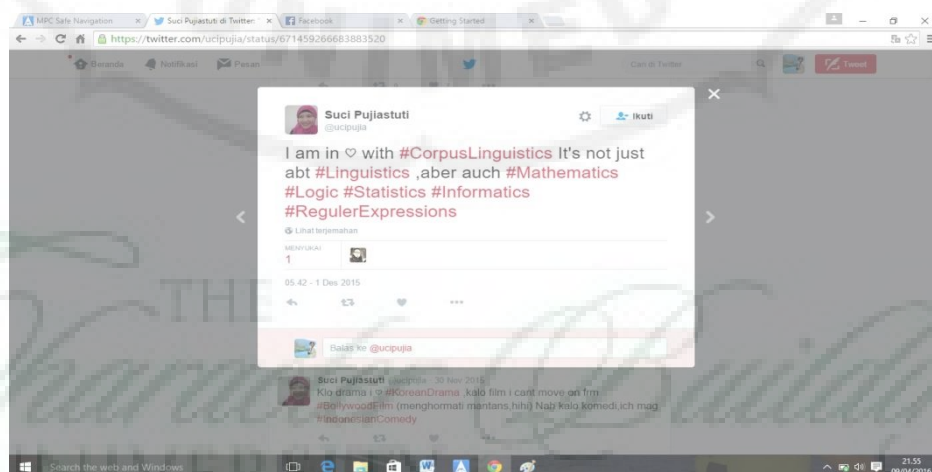 MPC Safe Navigation
Suci Pujiastuti di Twitter: "
Facebook
Getting Started
https://twitter.com/ucipujia/status/671459266683883520
Beranda Notifikasi Pesan Cari di Twitter Tweet
Suci Pujiastuti
@ucipujia
Ikuti
I am in ♡ with #CorpusLinguistics It's not just
abt #Linguistics ,aber auch #Mathematics
#Logic #Statistics #Informatics
#RegulerExpressions
Lihat terjemahan
MENYUKAI
1
05.42 - 1 Des 2015
Balas ke @ucipujia
Suci Pujiastuti @ucipujia · 30 Nov 2015
Klo drama i ♡ #KoreanDrama ,kalo film i cant move on frm
#BollywoodFilm (menghormati mantans,hihi) Nah kalo komedi,ich mag
#IndonesianComedy
THE
Search the web and Windows
21.55
09/04/2016